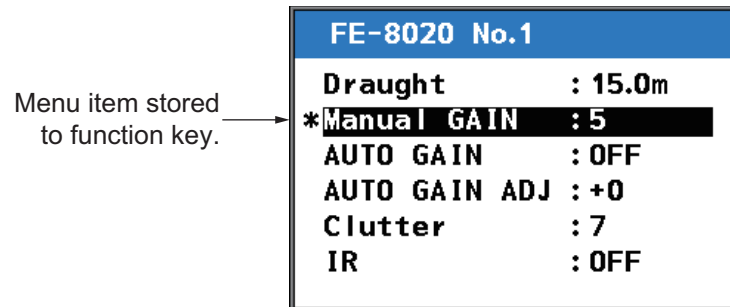 FE-8020 No.1
Draught : 15.0m
Menu item stored
to function key.
*Manual GAIN : 5
AUTO GAIN : OFF
AUTO GAIN ADJ : +0
Clutter : 7
IR : OFF